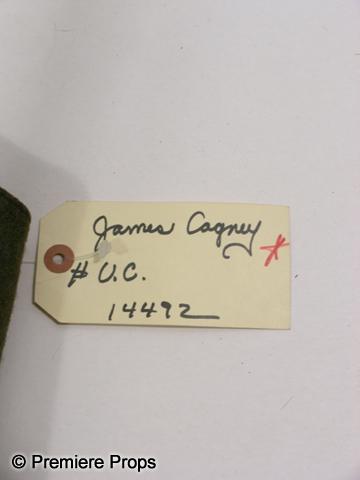 James Cagney
# U.C.
14492
© Premiere Props